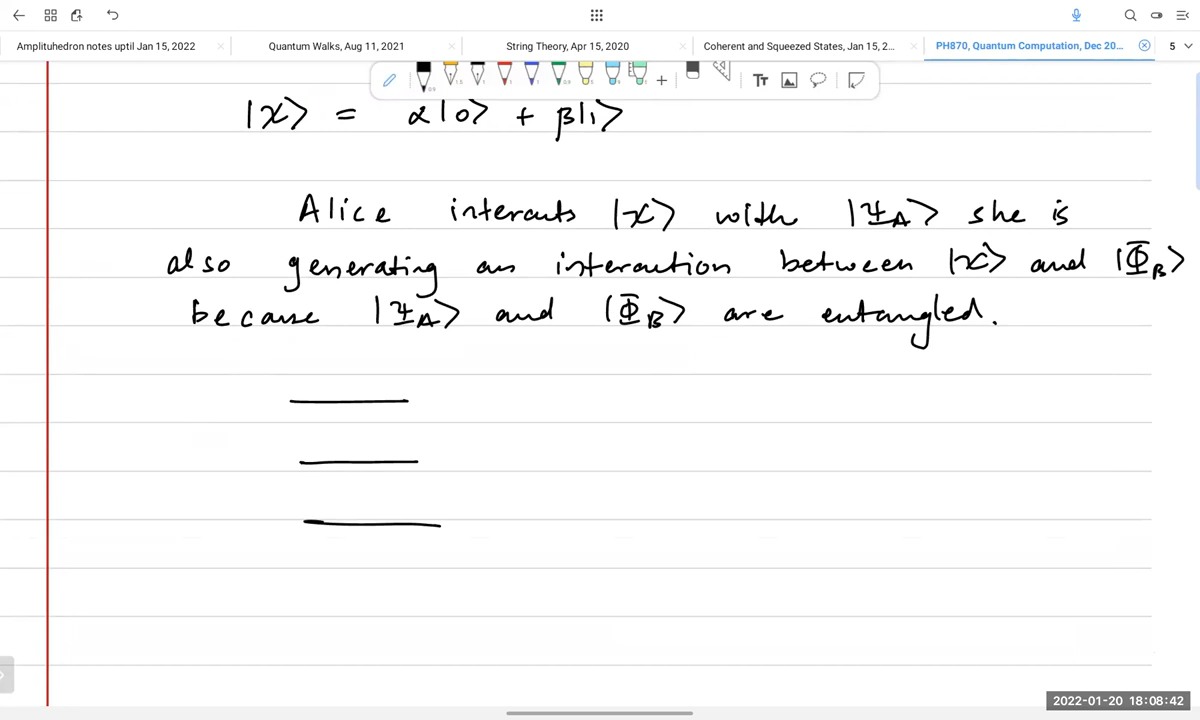 Amplituhedron notes uptil Jan 15, 2022
Quantum Walks, Aug 11, 2021
String Theory, Apr 15, 2020
Coherent and Squeezed States, Jan 15, 2...
PH870, Quantum Computation, Dec 20...
5
Tт
|χ⟩ = α|0⟩ + β|1⟩
Alice interacts |χ⟩ with |Ψ_A⟩ she is
also generating an interaction between |χ⟩ and |Φ_B⟩
because |Ψ_A⟩ and |Φ_B⟩ are entangled.
2022-01-20 18:08:42